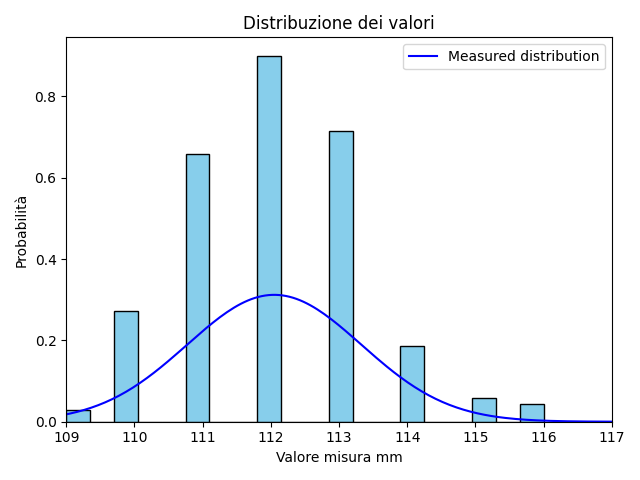 Distribuzione dei valori
Measured distribution
Probabilità
0.8
0.6
0.4
0.2
0.0
109 110 111 112 113 114 115 116 117
Valore misura mm